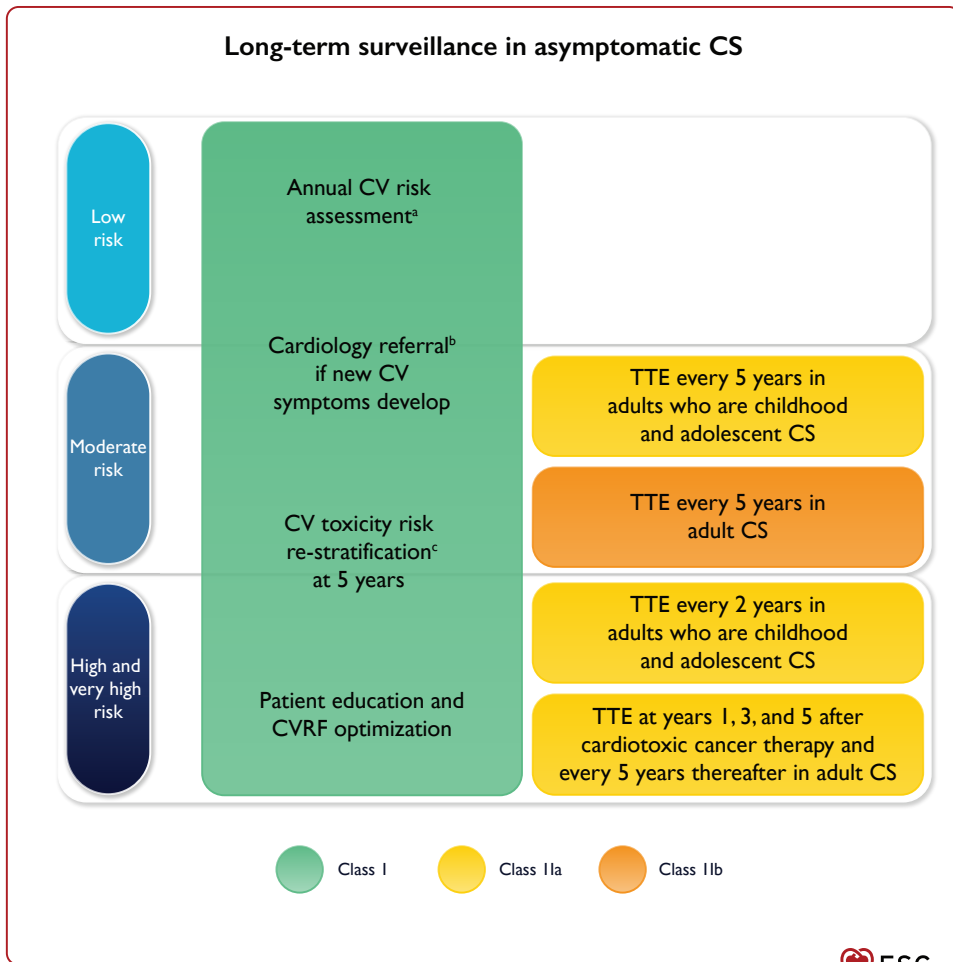 Long-term surveillance in asymptomatic CS
Low
risk
Annual CV risk
assessmentᵃ
Cardiology referralᵇ
if new CV
symptoms develop
Moderate
risk
TTE every 5 years in
adults who are childhood
and adolescent CS
TTE every 5 years in
adult CS
CV toxicity risk
re-stratificationᶜ
at 5 years
High and
very high
risk
Patient education and
CVRF optimization
TTE every 2 years in
adults who are childhood
and adolescent CS
TTE at years 1, 3, and 5 after
cardiotoxic cancer therapy and
every 5 years thereafter in adult CS
Class I
Class IIa
Class IIb
ESC